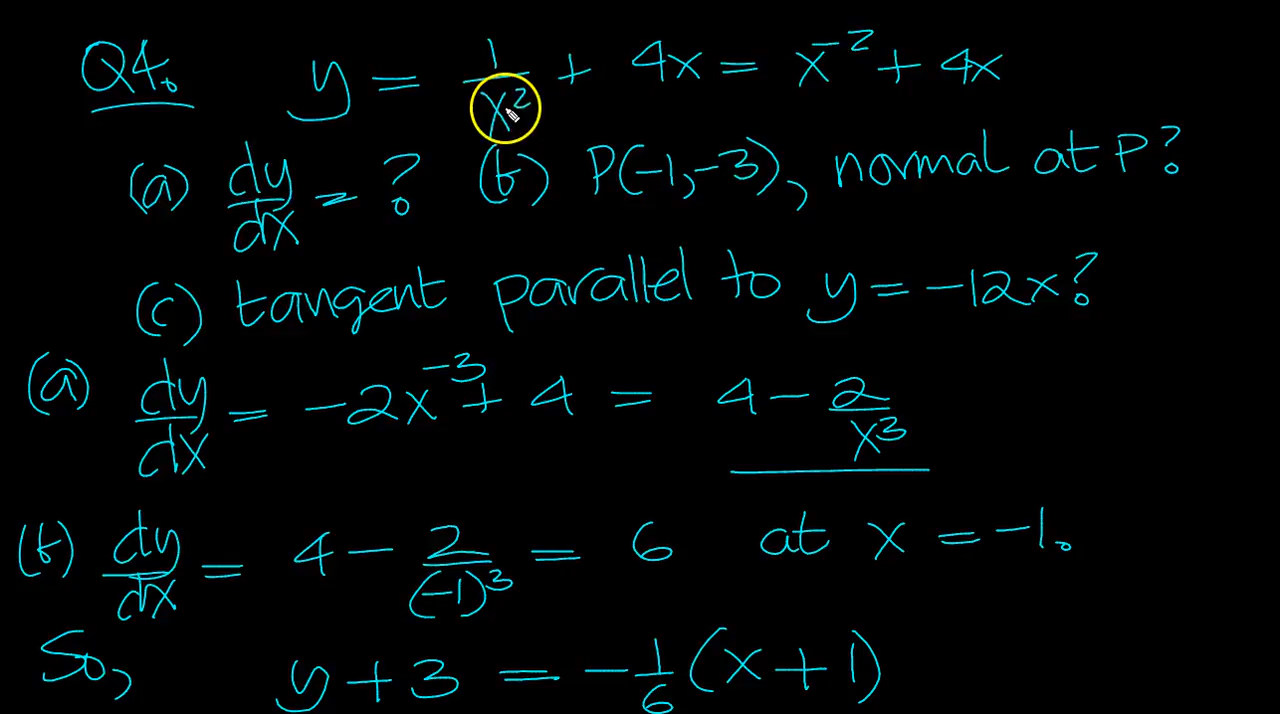 Q4. y = 1/x² + 4x = x⁻² + 4x
(a) dy/dx = ? (b) P(-1,-3), normal at P?
(c) tangent parallel to y = -12x?
(a) dy/dx = -2x⁻³ + 4 = 4 - 2/x³
(b) dy/dx = 4 - 2/(-1)³ = 6 at x = -1.
So, y + 3 = -1/6 (x + 1)